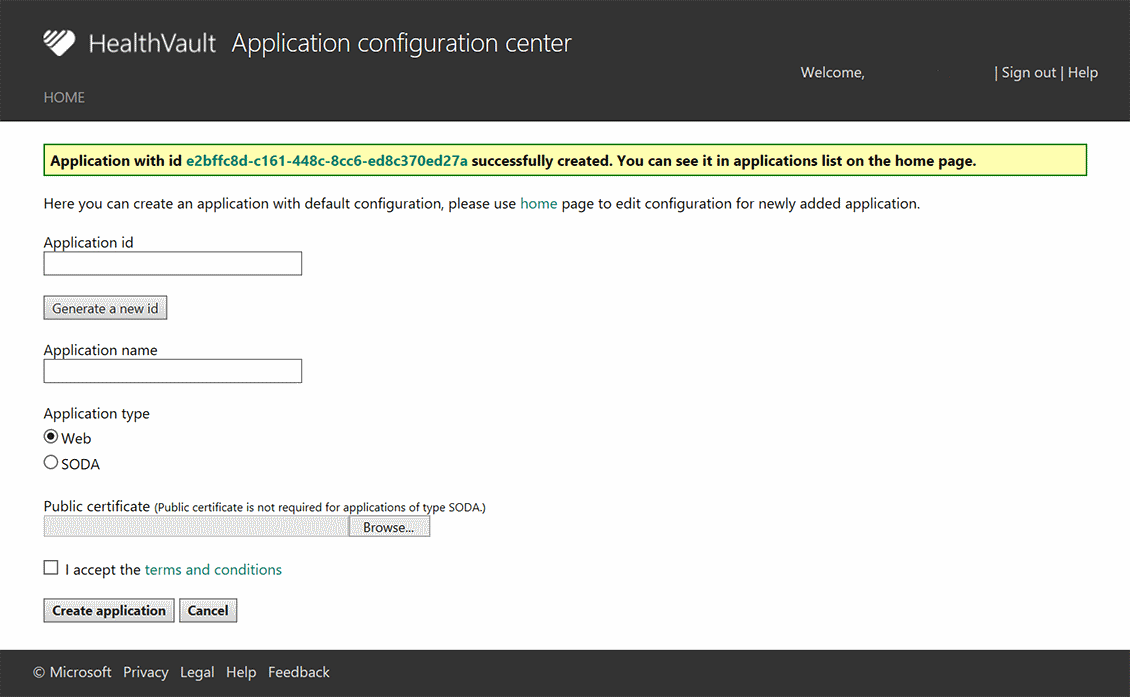 HealthVault Application configuration center
Welcome, | Sign out | Help
HOME
Application with id e2bffc8d-c161-448c-8cc6-ed8c370ed27a successfully created. You can see it in applications list on the home page.
Here you can create an application with default configuration, please use home page to edit configuration for newly added application.
Application id
Generate a new id
Application name
Application type
Web
SODA
Public certificate (Public certificate is not required for applications of type SODA.)
Browse...
I accept the terms and conditions
Create application Cancel
© Microsoft Privacy Legal Help Feedback